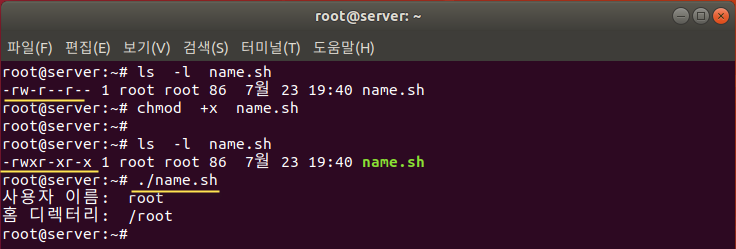 root@server: ~
파일(F) 편집(E) 보기(V) 검색(S) 터미널(T) 도움말(H)
root@server:~# ls  -l  name.sh
-rw-r--r-- 1 root root 86  7월 23 19:40 name.sh
root@server:~# chmod  +x  name.sh
root@server:~#
root@server:~# ls  -l  name.sh
-rwxr-xr-x 1 root root 86  7월 23 19:40 name.sh
root@server:~# ./name.sh
사용자 이름:  root
홈 디렉터리:  /root
root@server:~#